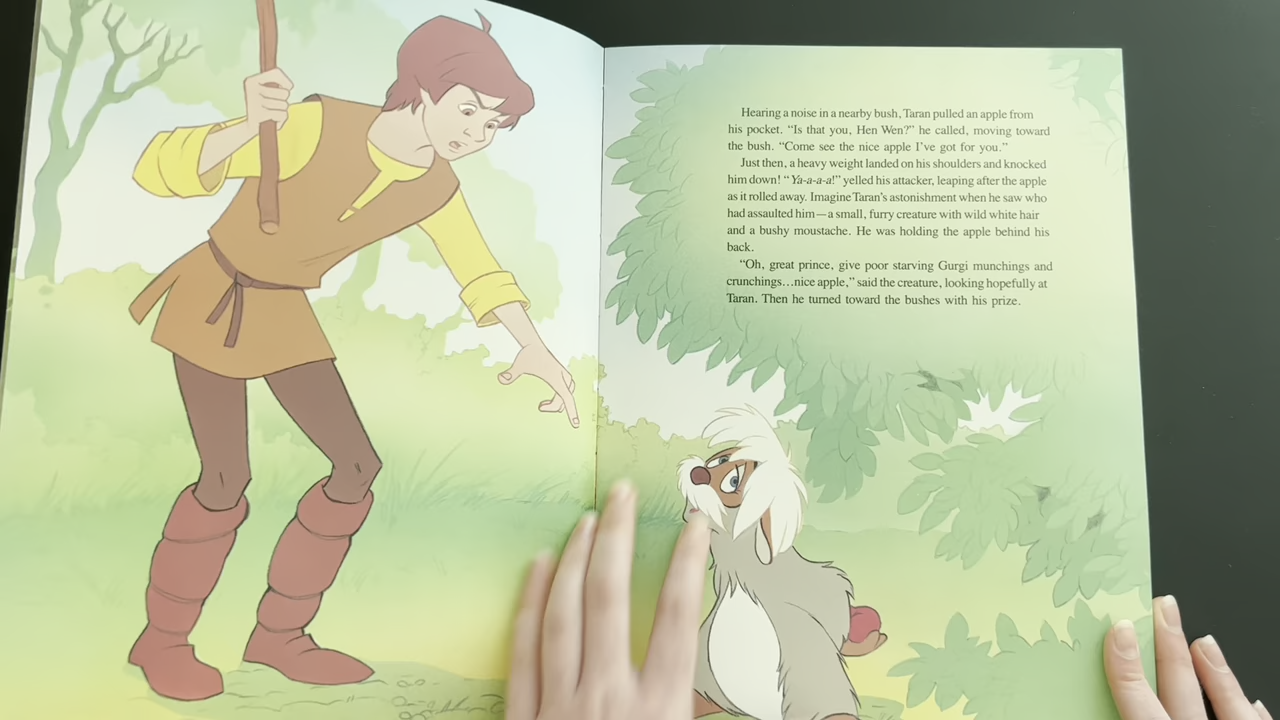 Hearing a noise in a nearby bush, Taran pulled an apple from
his pocket. “Is that you, Hen Wen?” he called, moving toward
the bush. “Come see the nice apple I’ve got for you.”
Just then, a heavy weight landed on his shoulders and knocked
him down! “Ya-a-a-a!” yelled his attacker, leaping after the apple
as it rolled away. Imagine Taran’s astonishment when he saw who
had assaulted him—a small, furry creature with wild white hair
and a bushy moustache. He was holding the apple behind his
back.
“Oh, great prince, give poor starving Gurgi munchings and
crunchings...nice apple,” said the creature, looking hopefully at
Taran. Then he turned toward the bushes with his prize.